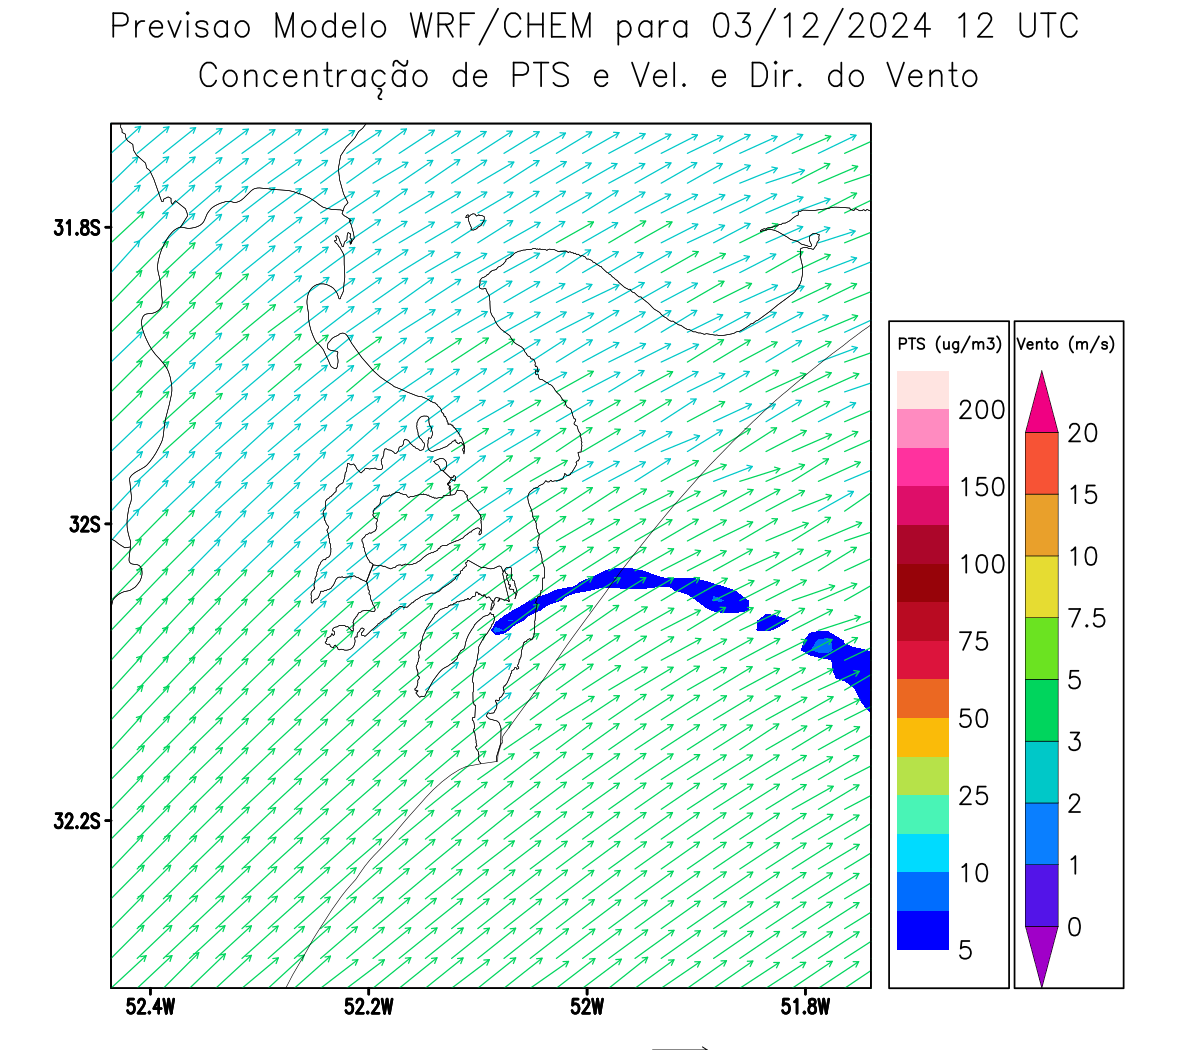 Previsao Modelo WRF/CHEM para 03/12/2024 12 UTC
Concentração de PTS e Vel. e Dir. do Vento
31.8S
32S
32.2S
52.4W 52.2W 52W 51.8W
PTS (ug/m3)
200
150
100
75
50
25
10
5
Vento (m/s)
20
15
10
7.5
5
3
2
1
0